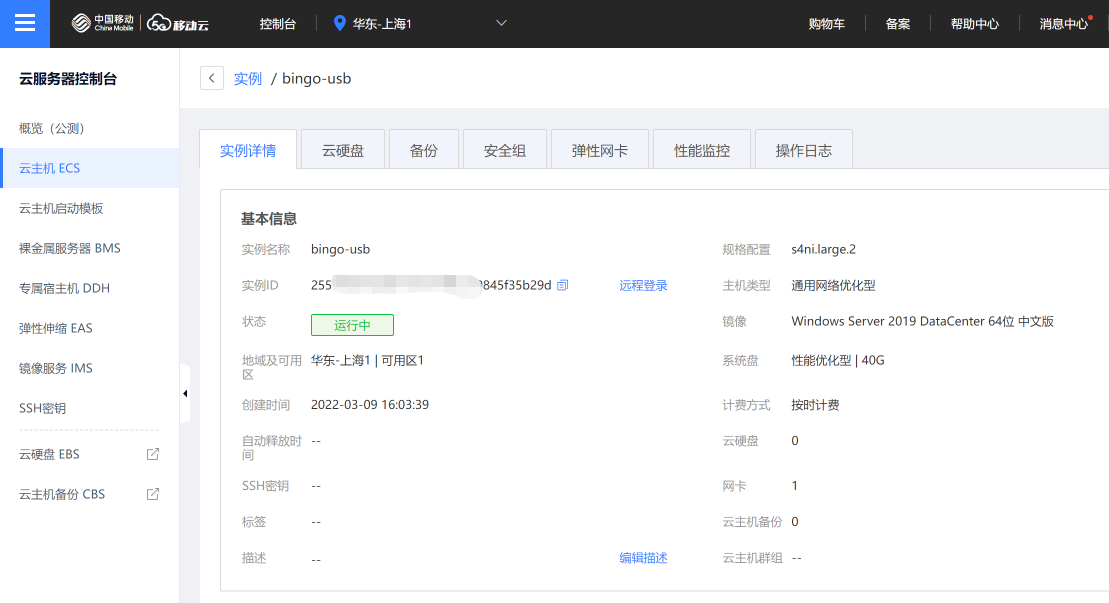 中国移动
China Mobile
5G 移动云
控制台
华东-上海1
购物车
备案
帮助中心
消息中心
云服务器控制台
概览（公测）
云主机 ECS
云主机启动模板
裸金属服务器 BMS
专属宿主机 DDH
弹性伸缩 EAS
镜像服务 IMS
SSH密钥
云硬盘 EBS
云主机备份 CBS
实例 / bingo-usb
实例详情
云硬盘
备份
安全组
弹性网卡
性能监控
操作日志
基本信息
实例名称 bingo-usb
规格配置 s4ni.large.2
实例ID 255 845f35b29d 远程登录
主机类型 通用网络优化型
状态 运行中
镜像 Windows Server 2019 DataCenter 64位 中文版
地域及可用区 华东-上海1 | 可用区1
系统盘 性能优化型 | 40G
创建时间 2022-03-09 16:03:39
计费方式 按时计费
自动释放时间 --
云硬盘 0
SSH密钥 --
网卡 1
标签 --
云主机备份 0
描述 -- 编辑描述
云主机群组 --